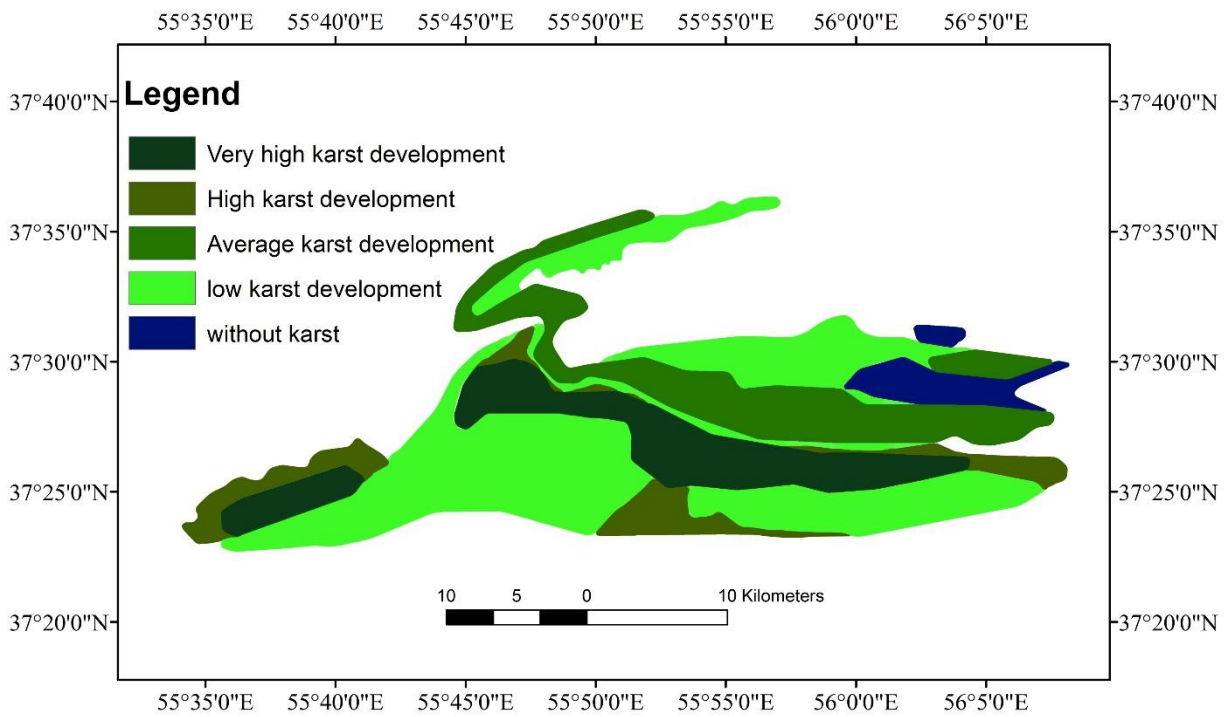 55°35'0"E 55°40'0"E 55°45'0"E 55°50'0"E 55°55'0"E 56°0'0"E 56°5'0"E
37°40'0"N 37°40'0"N
37°35'0"N 37°35'0"N
37°30'0"N 37°30'0"N
37°25'0"N 37°25'0"N
37°20'0"N 37°20'0"N
Legend
Very high karst development
High karst development
Average karst development
low karst development
without karst
10 5 0 10 Kilometers
55°35'0"E 55°40'0"E 55°45'0"E 55°50'0"E 55°55'0"E 56°0'0"E 56°5'0"E